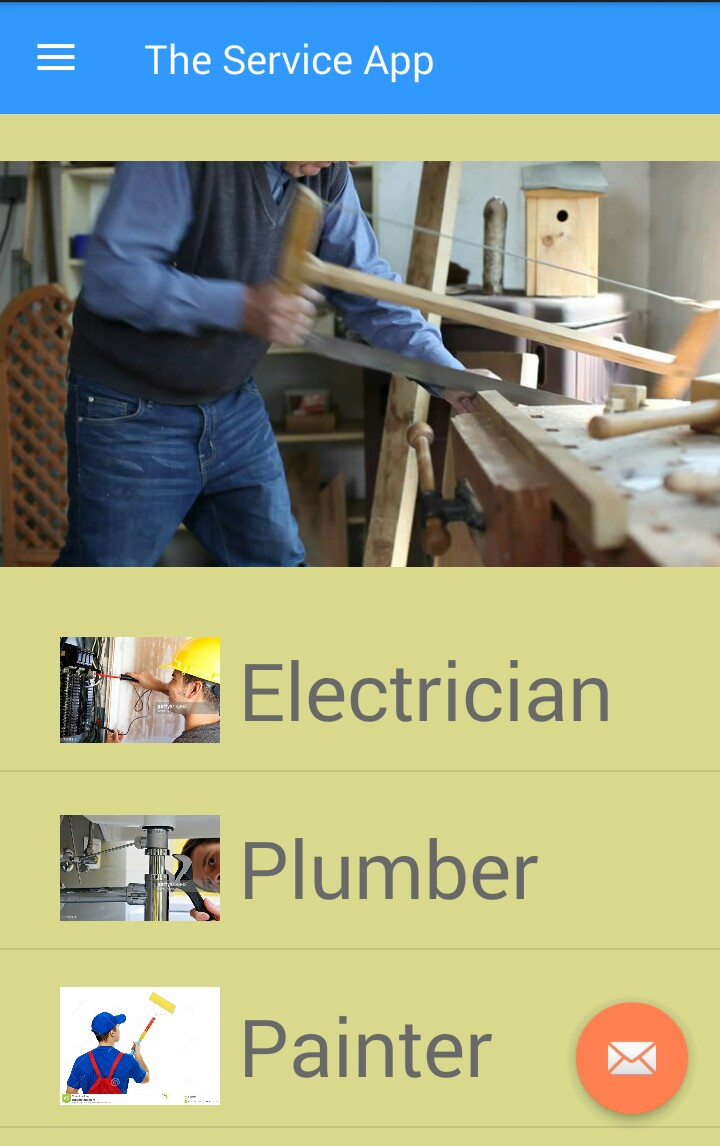 The Service App
Electrician
Plumber
Painter